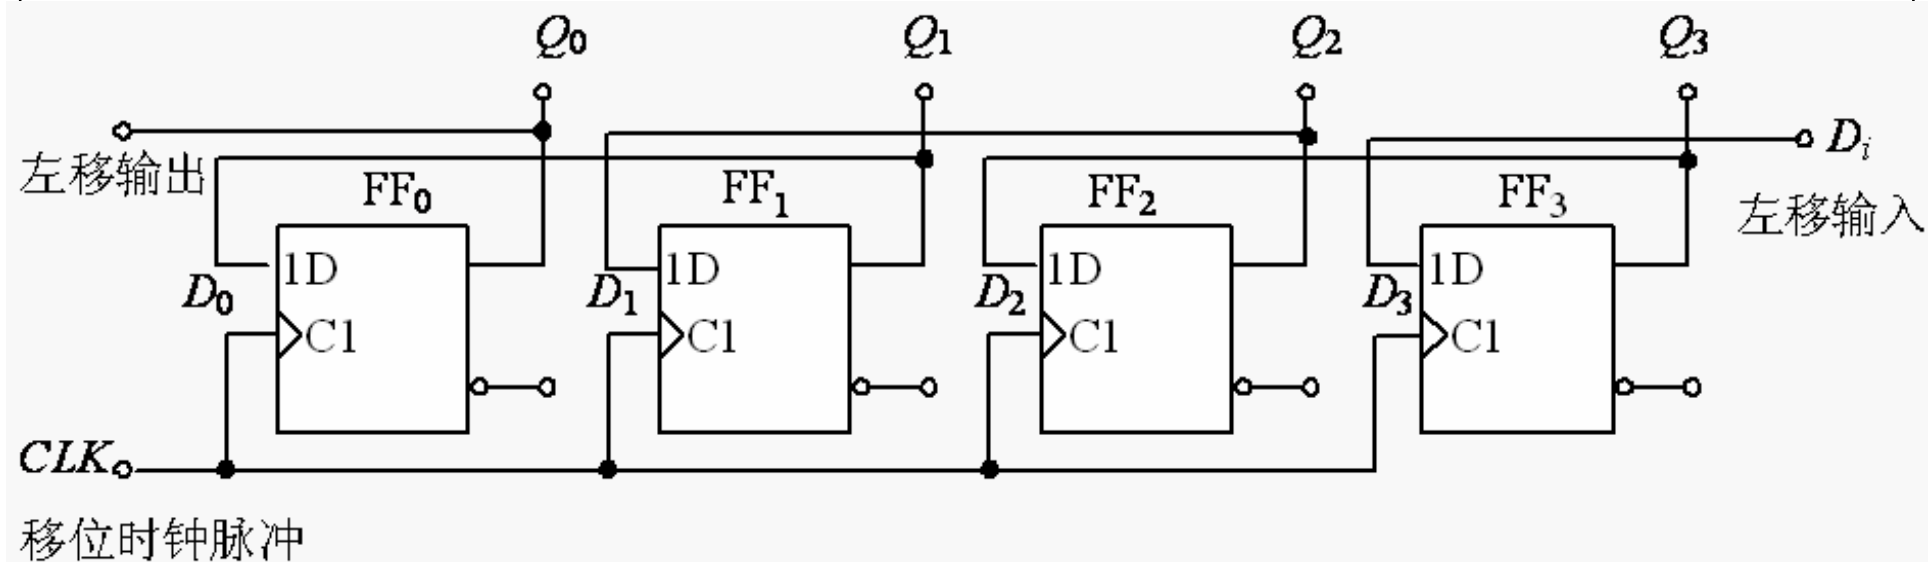 Q0 Q1 Q2 Q3
Di
左移输出
FF0 FF1 FF2 FF3
左移输入
1D 1D 1D 1D
D0 D1 D2 D3
C1 C1 C1 C1
CLK
移位时钟脉冲